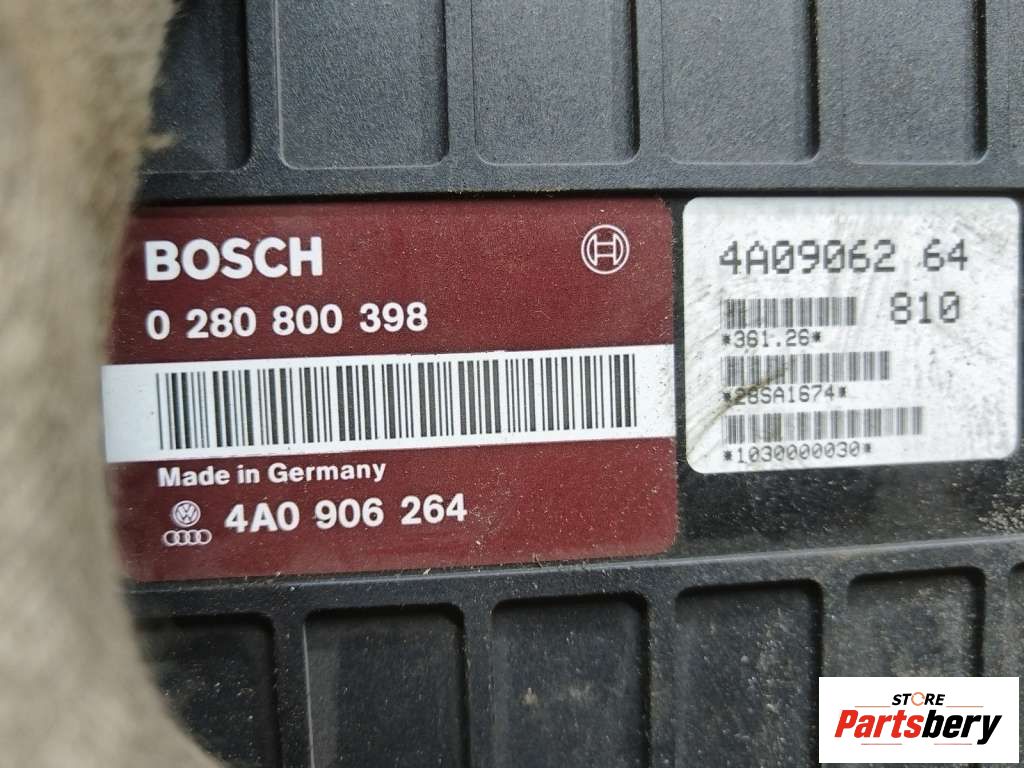 BOSCH
0 280 800 398
Made in Germany
4A0 906 264
4A09062 64
810
*361.26*
*28SA1674*
*1030000030*
STORE
Partsbery